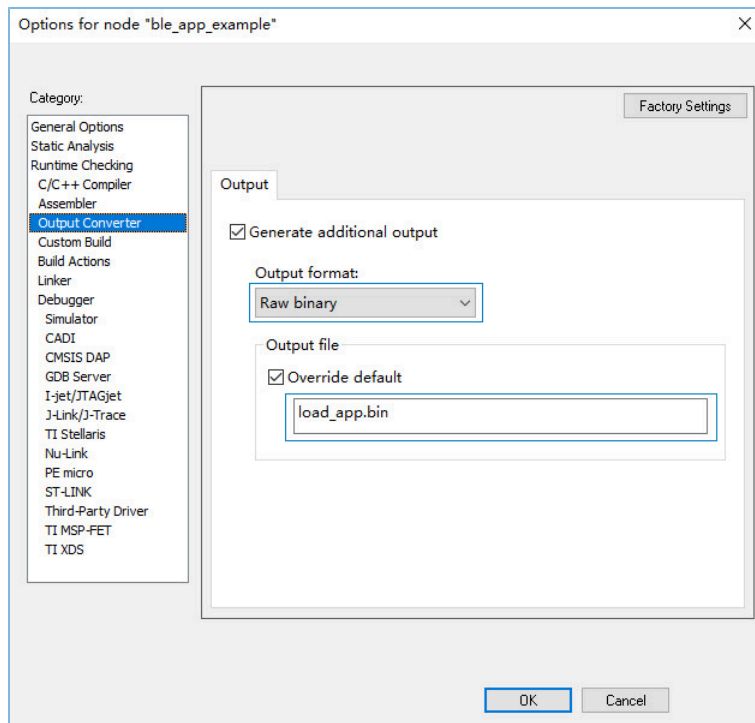 Options for node "ble_app_example"
Category:
Factory Settings
General Options
Static Analysis
Runtime Checking
C/C++ Compiler
Assembler
Output Converter
Custom Build
Build Actions
Linker
Debugger
Simulator
CADI
CMSIS DAP
GDB Server
I-jet/JTAGjet
J-Link/J-Trace
TI Stellaris
Nu-Link
PE micro
ST-LINK
Third-Party Driver
TI MSP-FET
TI XDS
Output
Generate additional output
Output format:
Raw binary
Output file
Override default
load_app.bin
OK
Cancel